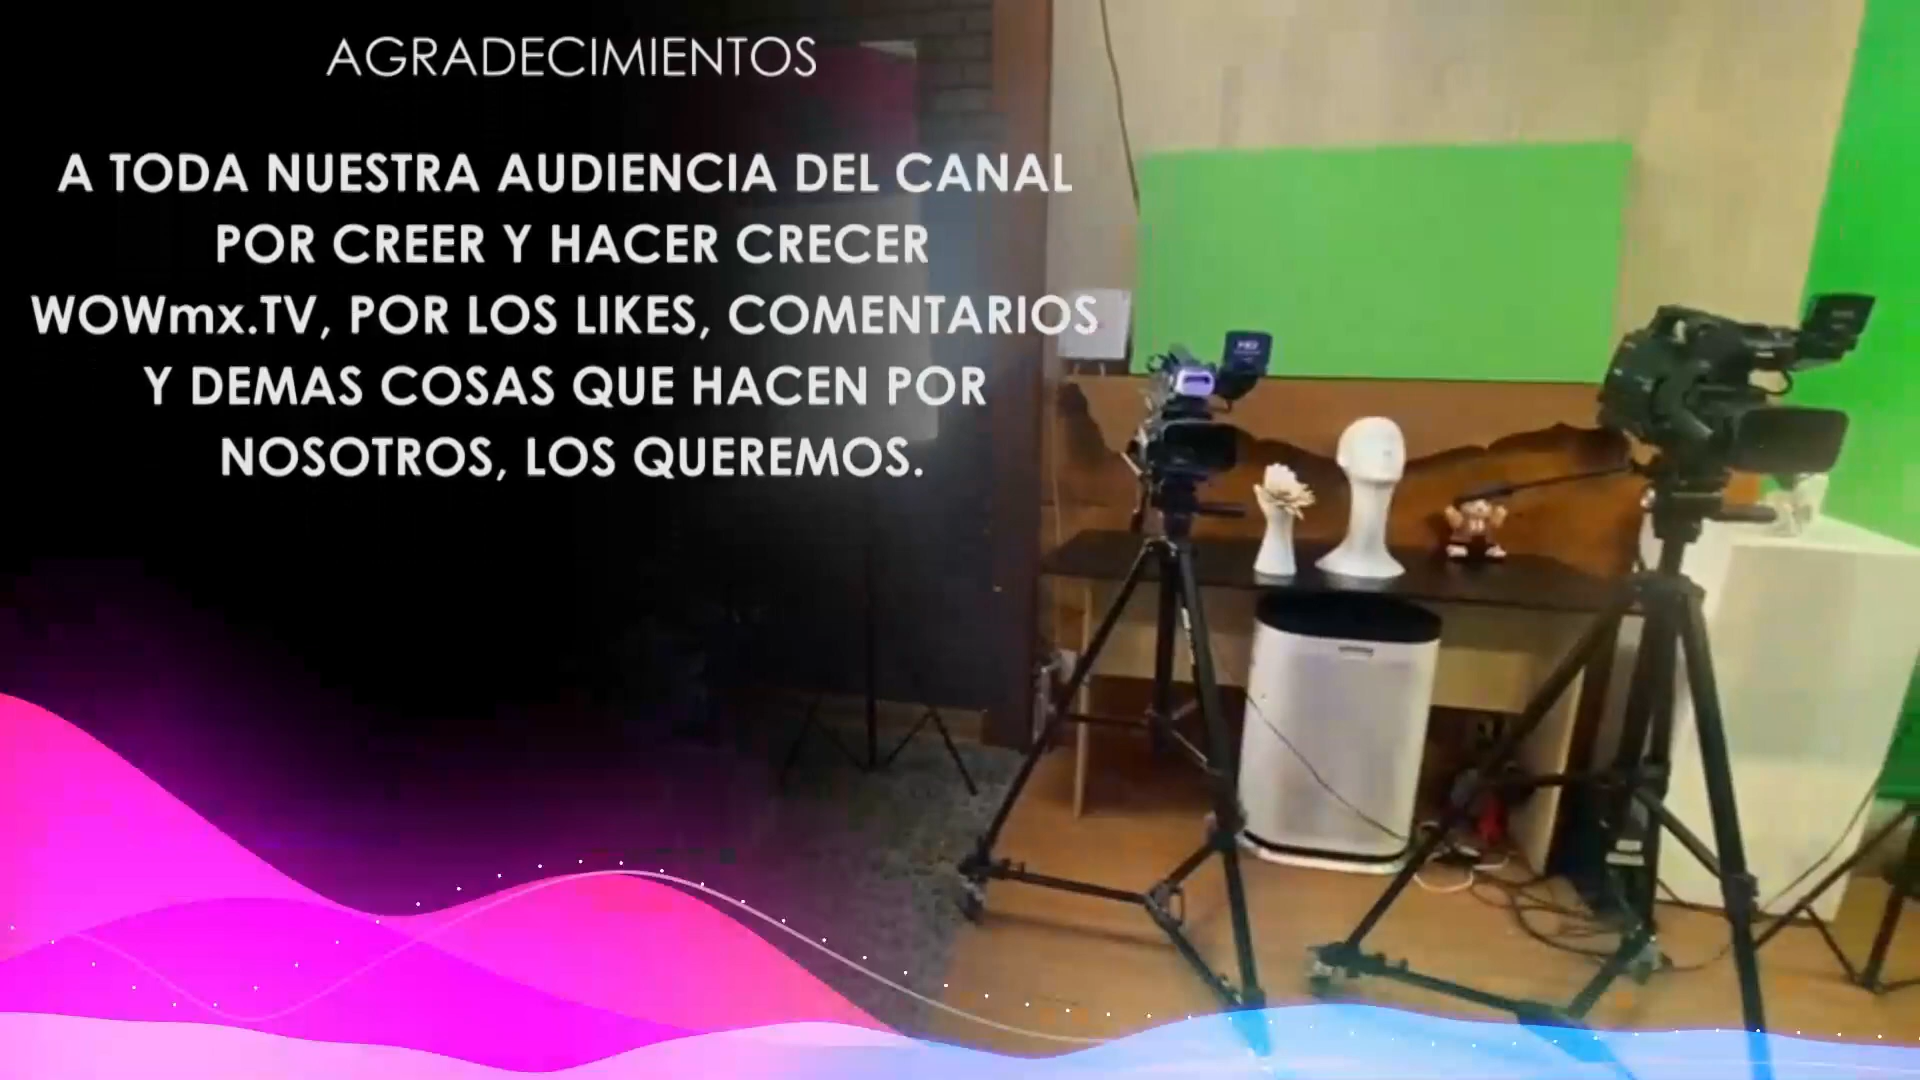 AGRADECIMIENTOS
A TODA NUESTRA AUDIENCIA DEL CANAL
POR CREER Y HACER CRECER
WOWmx.TV, POR LOS LIKES, COMENTARIOS
Y DEMAS COSAS QUE HACEN POR
NOSOTROS, LOS QUEREMOS.